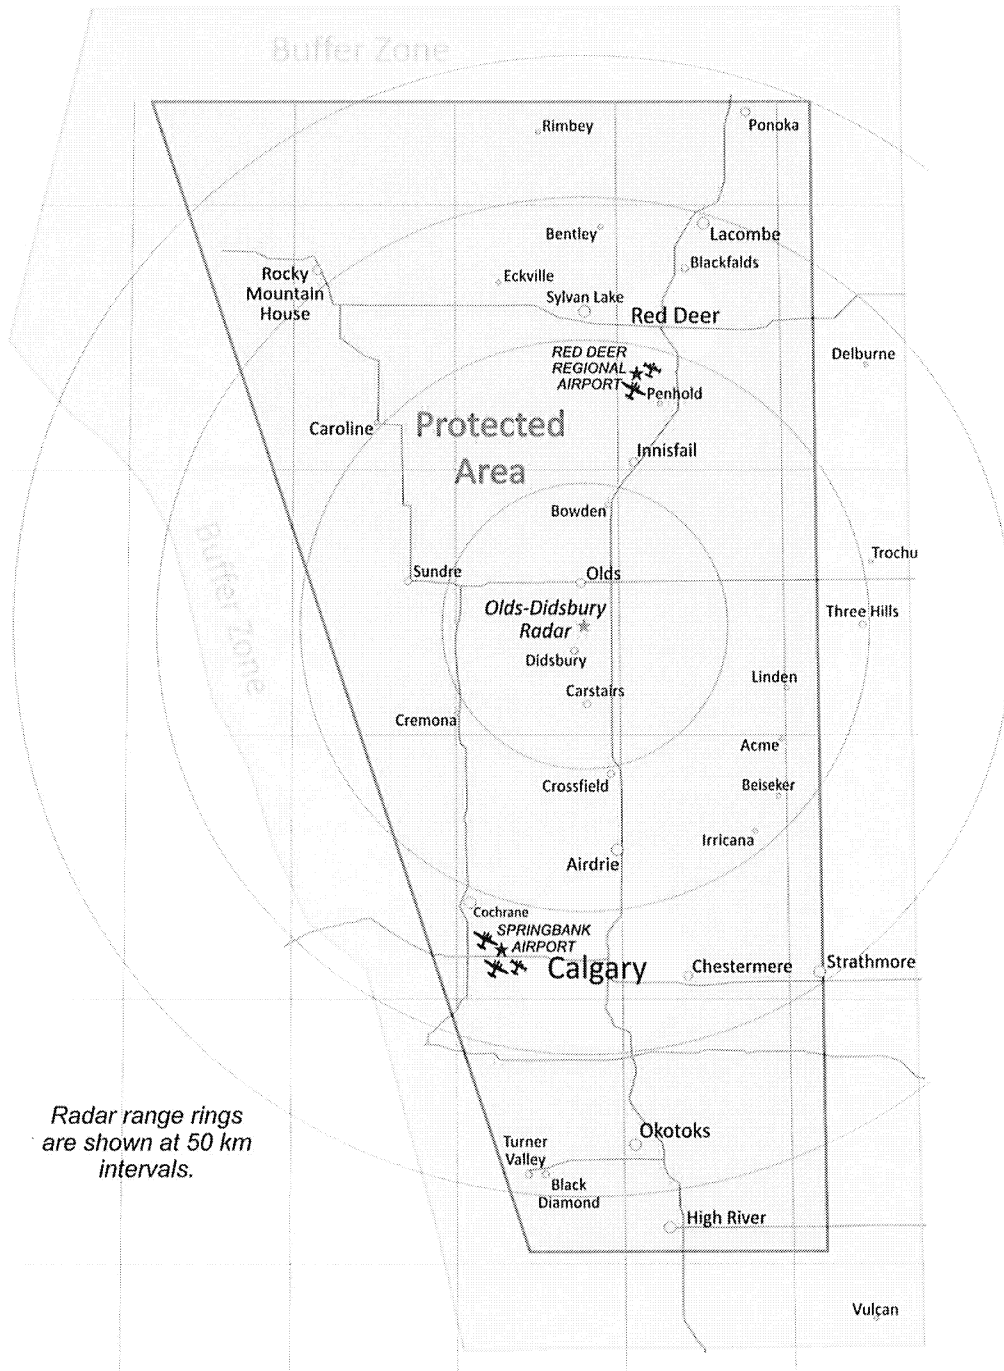 Buffer Zone
Rimbey
Ponoka
Bentley
Lacombe
Blackfalds
Rocky
Mountain
House
Eckville
Sylvan Lake
Red Deer
RED DEER
REGIONAL
AIRPORT
Delburne
Penhold
Caroline
Protected
Area
Innisfail
Bowden
Buffer Zone
Trochu
Sundre
Olds
Olds-Didsbury
Radar
Three Hills
Didsbury
Linden
Carstairs
Cremona
Acme
Crossfield
Beiseker
Irricana
Airdrie
Cochrane
SPRINGBANK
AIRPORT
Calgary
Chestermere
Strathmore
Radar range rings
are shown at 50 km
intervals.
Okotoks
Turner
Valley
Black
Diamond
High River
Vulcan